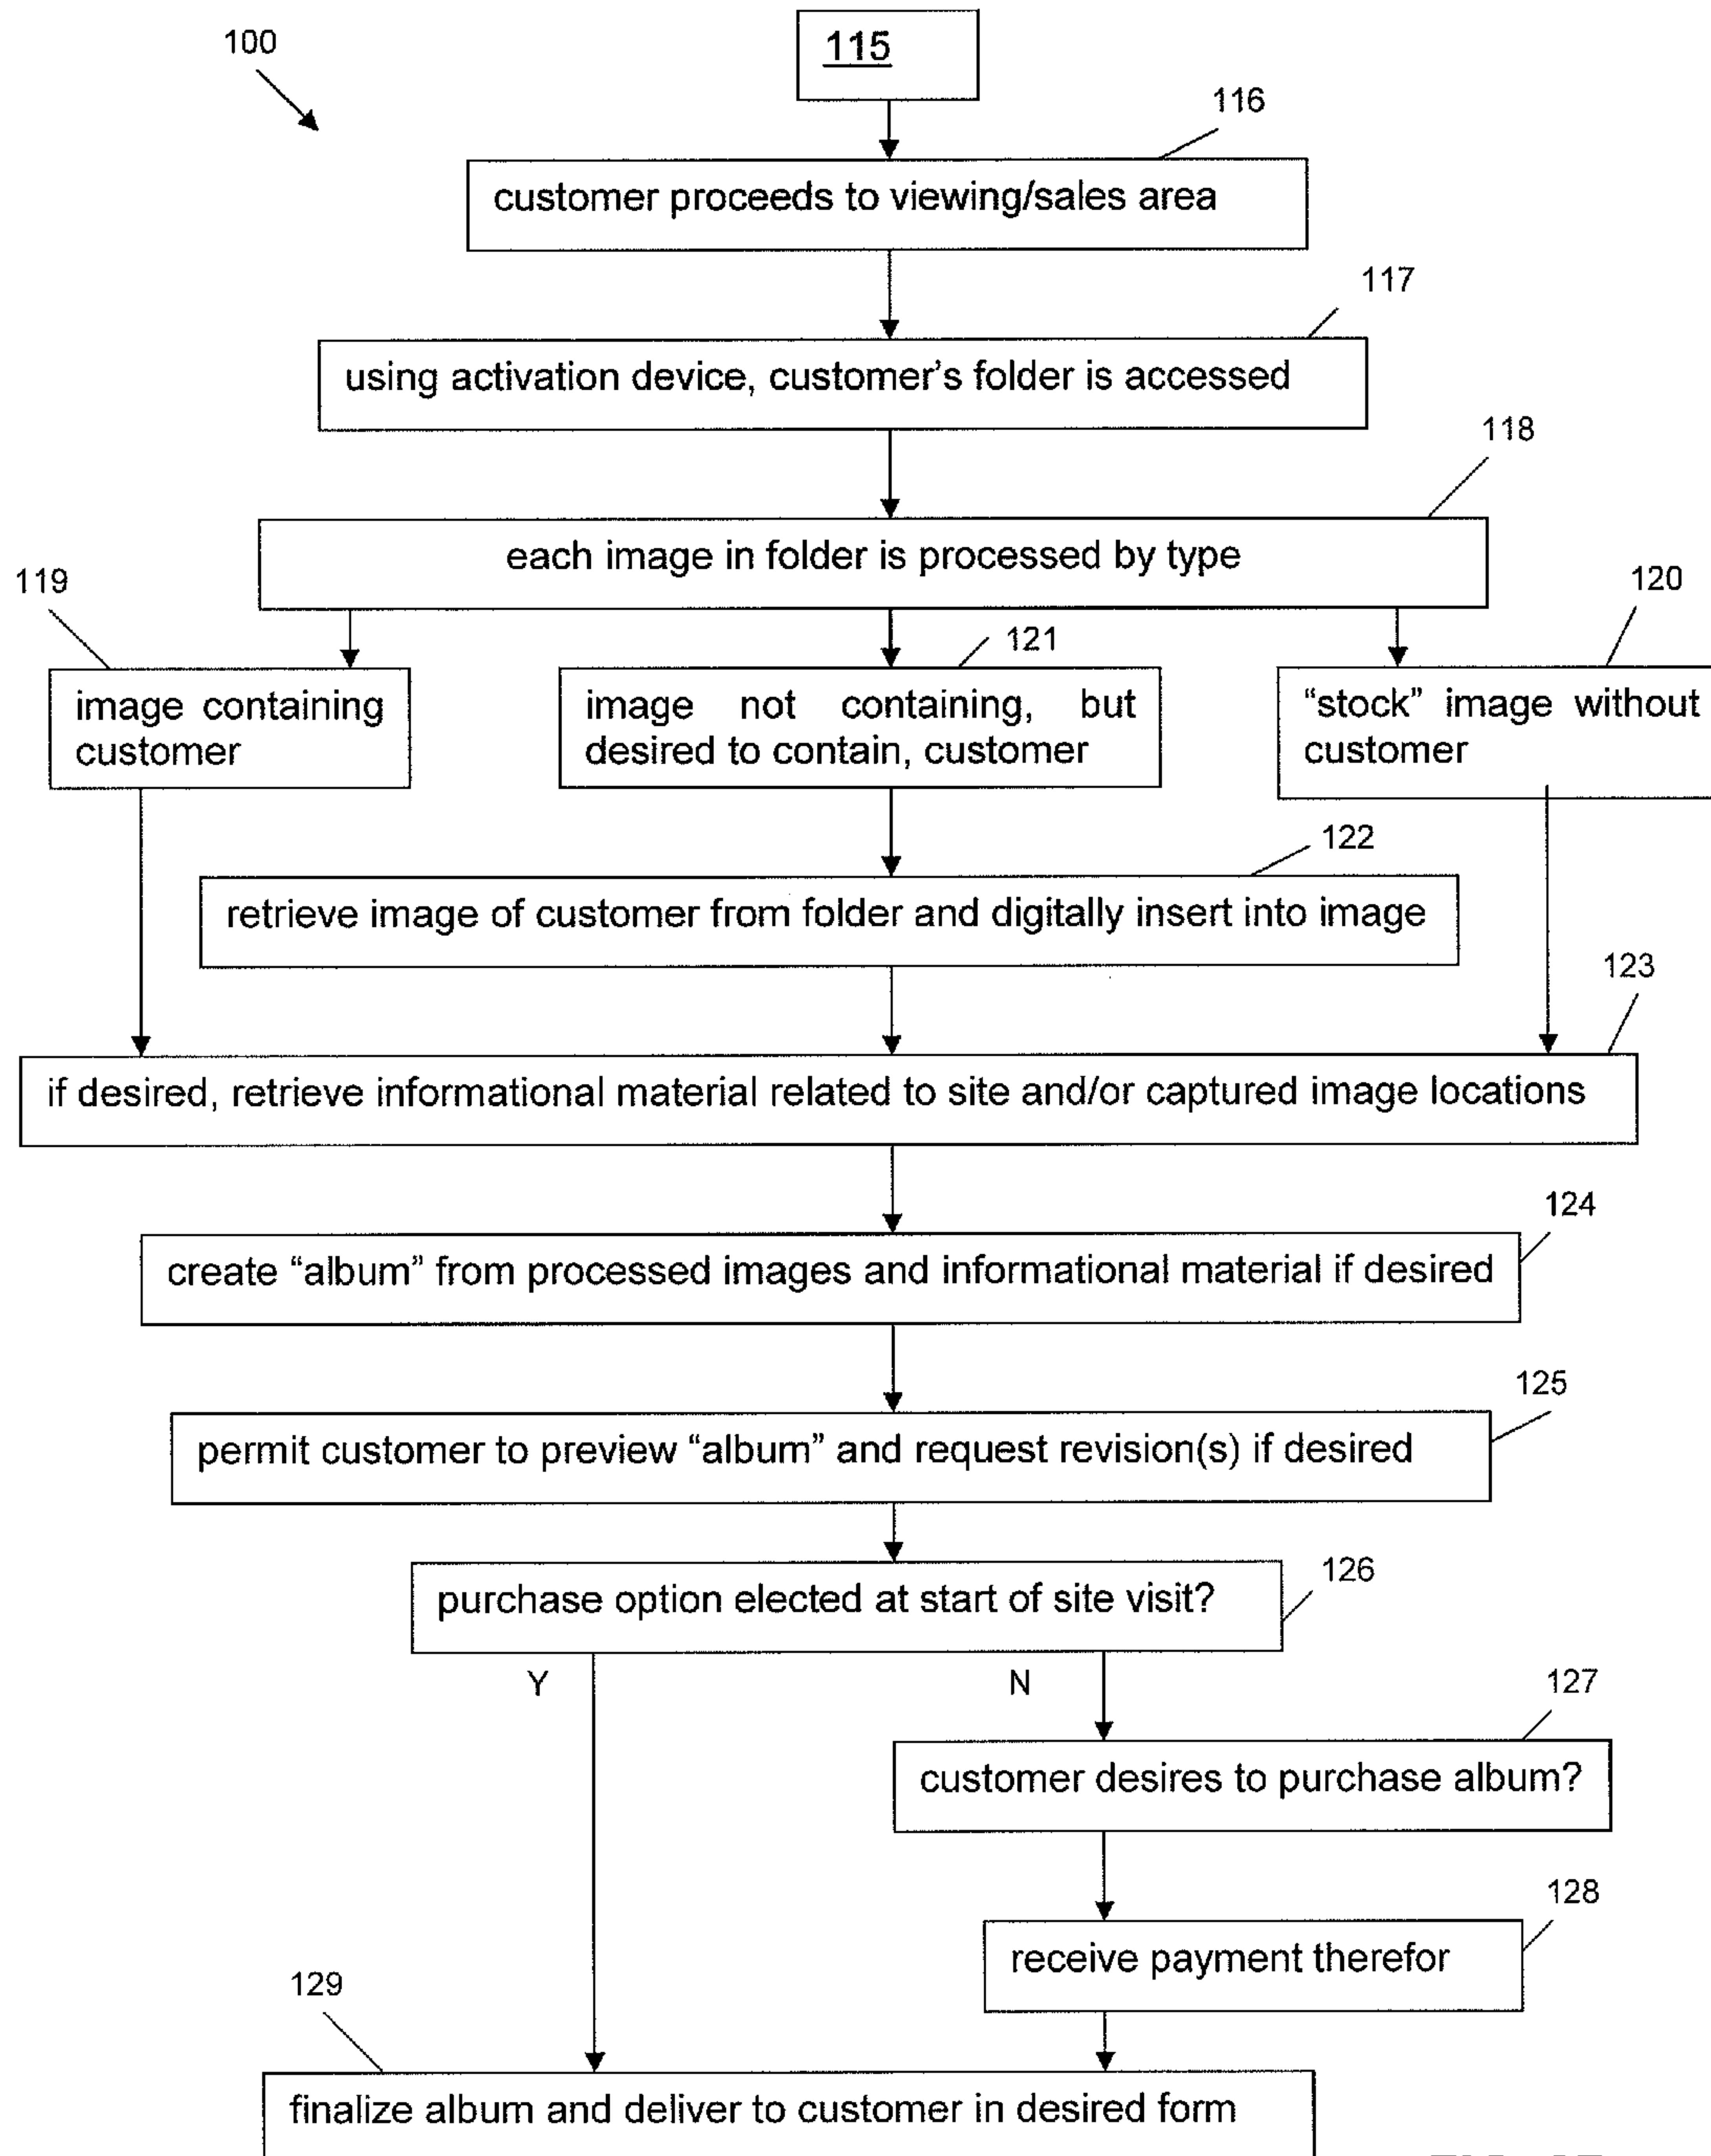 100
115
116
customer proceeds to viewing/sales area
117
using activation device, customer's folder is accessed
118
each image in folder is processed by type
119
121
120
image containing
customer
image not containing, but
desired to contain, customer
“stock” image without
customer
122
retrieve image of customer from folder and digitally insert into image
123
if desired, retrieve informational material related to site and/or captured image locations
124
create “album” from processed images and informational material if desired
125
permit customer to preview “album” and request revision(s) if desired
126
purchase option elected at start of site visit?
Y
N
127
customer desires to purchase album?
128
receive payment therefor
129
finalize album and deliver to customer in desired form